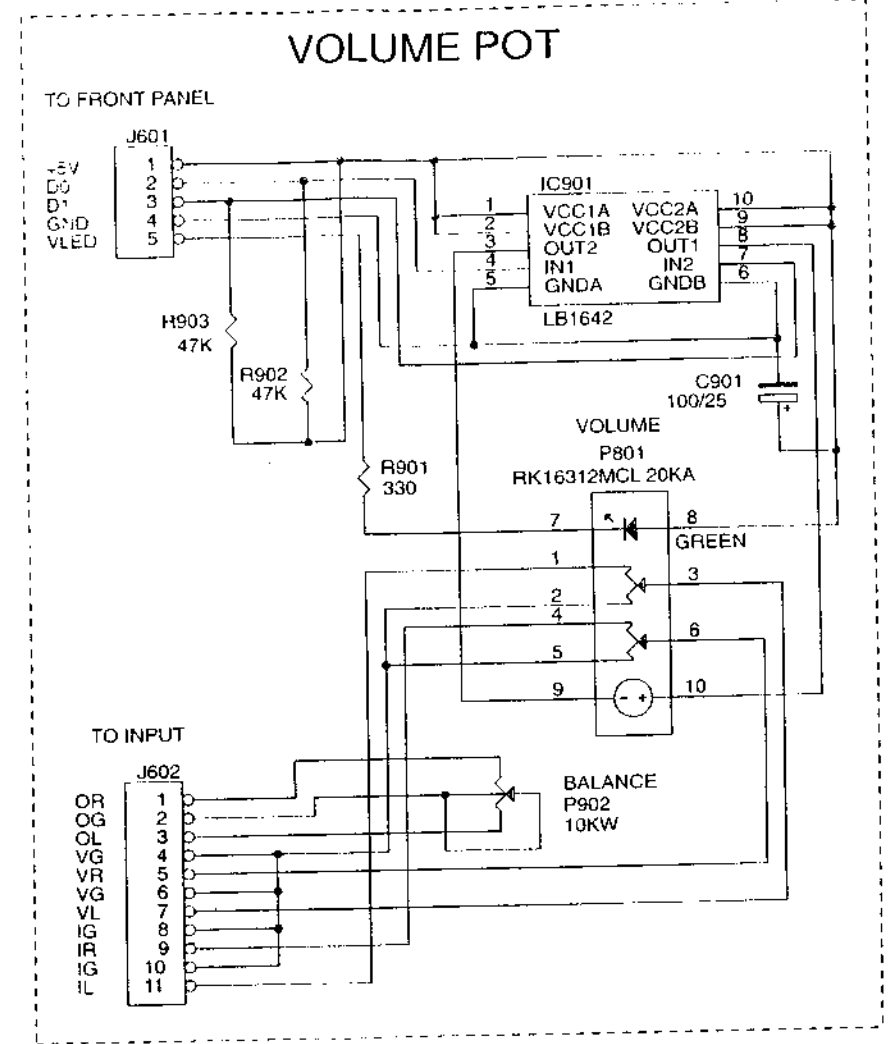 VOLUME POT
TO FRONT PANEL
J601
+5V 1
D0 2
D1 3
GND 4
VLED 5
IC901
1 VCC1A VCC2A 10
2 VCC1B VCC2B 9
3 OUT2 OUT1 8
4 IN1 IN2 7
5 GNDA GNDB 6
LB1642
R903
47K
R902
47K
C901
100/25
+
VOLUME
P801
RK16312MCL 20KA
R901
330
7 8
GREEN
1 3
2
4 6
5
9 - + 10
TO INPUT
J602
OR 1
OG 2
OL 3
VG 4
VR 5
VG 6
VL 7
IG 8
IR 9
IG 10
IL 11
BALANCE
P902
10KW